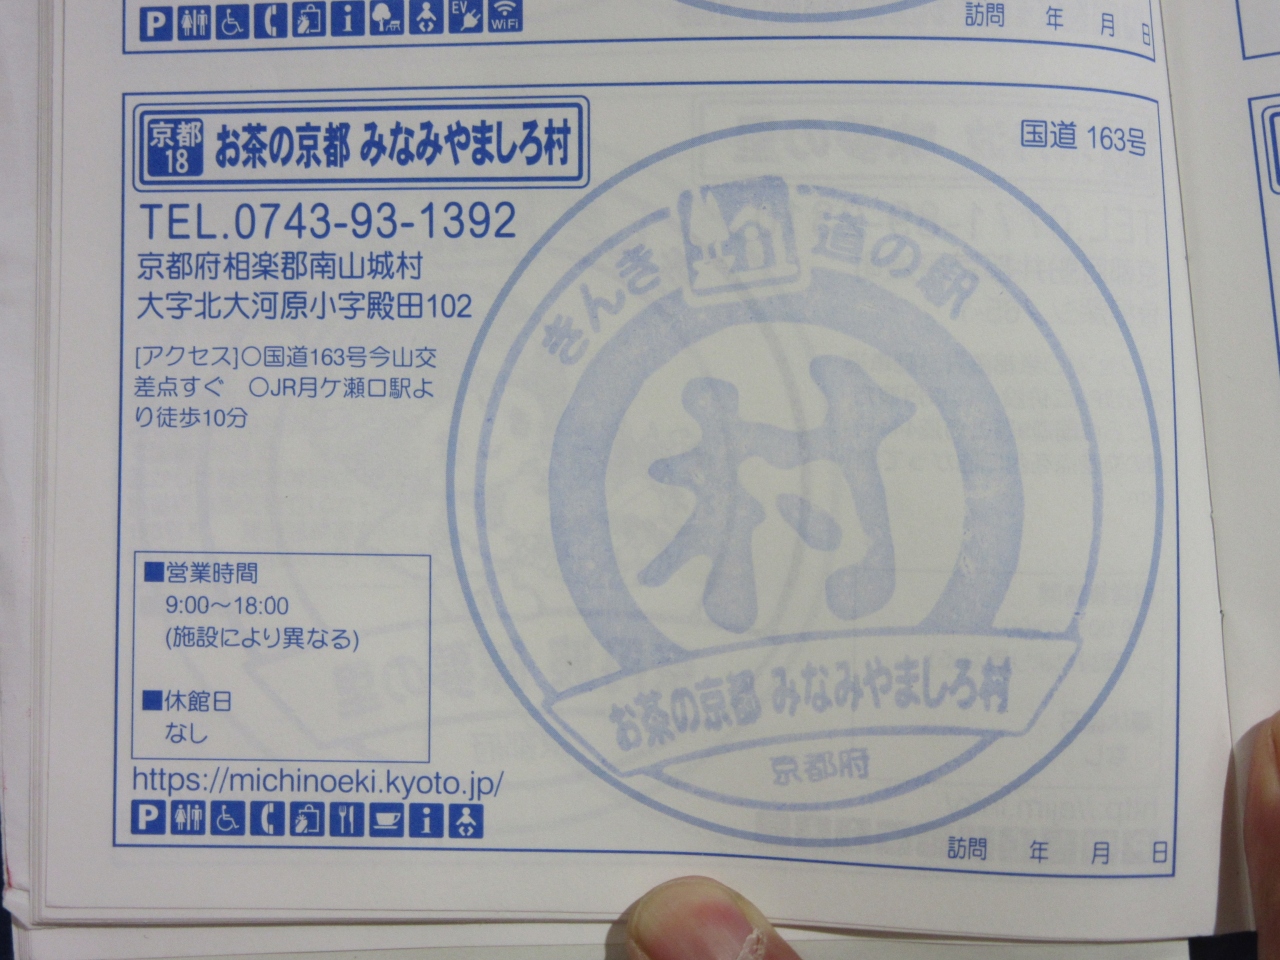 P i EV WiFi
訪問 年 月 日
京都 18 お茶の京都 みなみやましろ村
国道 163号
TEL.0743-93-1392
京都府相楽郡南山城村
大字北大河原小字殿田102
[アクセス]○国道163号今山交
差点すぐ ○JR月ケ瀬口駅よ
り徒歩10分
きんき 道の駅
村
お茶の京都 みなみやましろ村
京都府
■営業時間
9:00～18:00
(施設により異なる)
■休館日
なし
https://michinoeki.kyoto.jp/
P i
訪問 年 月 日